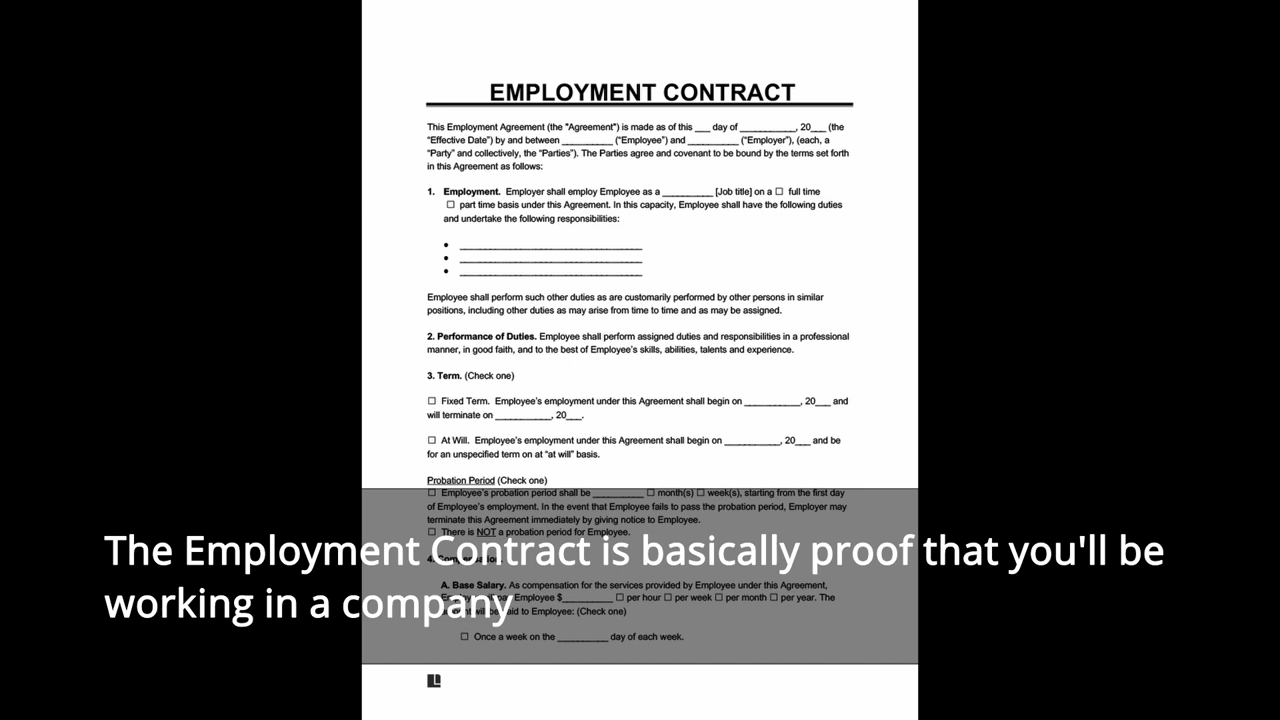 EMPLOYMENT CONTRACT
This Employment Agreement (the "Agreement") is made as of this ___ day of ___________, 20___ (the
"Effective Date") by and between __________ ("Employee") and __________ ("Employer"), (each, a
"Party" and collectively, the "Parties"). The Parties agree and covenant to be bound by the terms set forth
in this Agreement as follows:
1. Employment. Employer shall employ Employee as a __________ [Job title] on a ☐ full time
☐ part time basis under this Agreement. In this capacity, Employee shall have the following duties
and undertake the following responsibilities:
• ____________________________________
• ____________________________________
• ____________________________________
Employee shall perform such other duties as are customarily performed by other persons in similar
positions, including other duties as may arise from time to time and as may be assigned.
2. Performance of Duties. Employee shall perform assigned duties and responsibilities in a professional
manner, in good faith, and to the best of Employee's skills, abilities, talents and experience.
3. Term. (Check one)
☐ Fixed Term. Employee's employment under this Agreement shall begin on ___________, 20___ and
will terminate on ___________, 20___.
☐ At Will. Employee's employment under this Agreement shall begin on ___________, 20___ and be
for an unspecified term on at "at will" basis.
Probation Period (Check one)
☐ Employee's probation period shall be __________ ☐ month(s) ☐ week(s), starting from the first day
of Employee's employment. In the event that Employee fails to pass the probation period, Employer may
terminate this Agreement immediately by giving notice to Employee.
☐ There is NOT a probation period for Employee.
The Employment Contract is basically proof that you'll be
working in a company
4.
A. Base Salary. As compensation for the services provided by Employee under this Agreement,
Employee $__________ ☐ per hour ☐ per week ☐ per month ☐ per year. The
to Employee: (Check one)
☐ Once a week on the __________ day of each week.